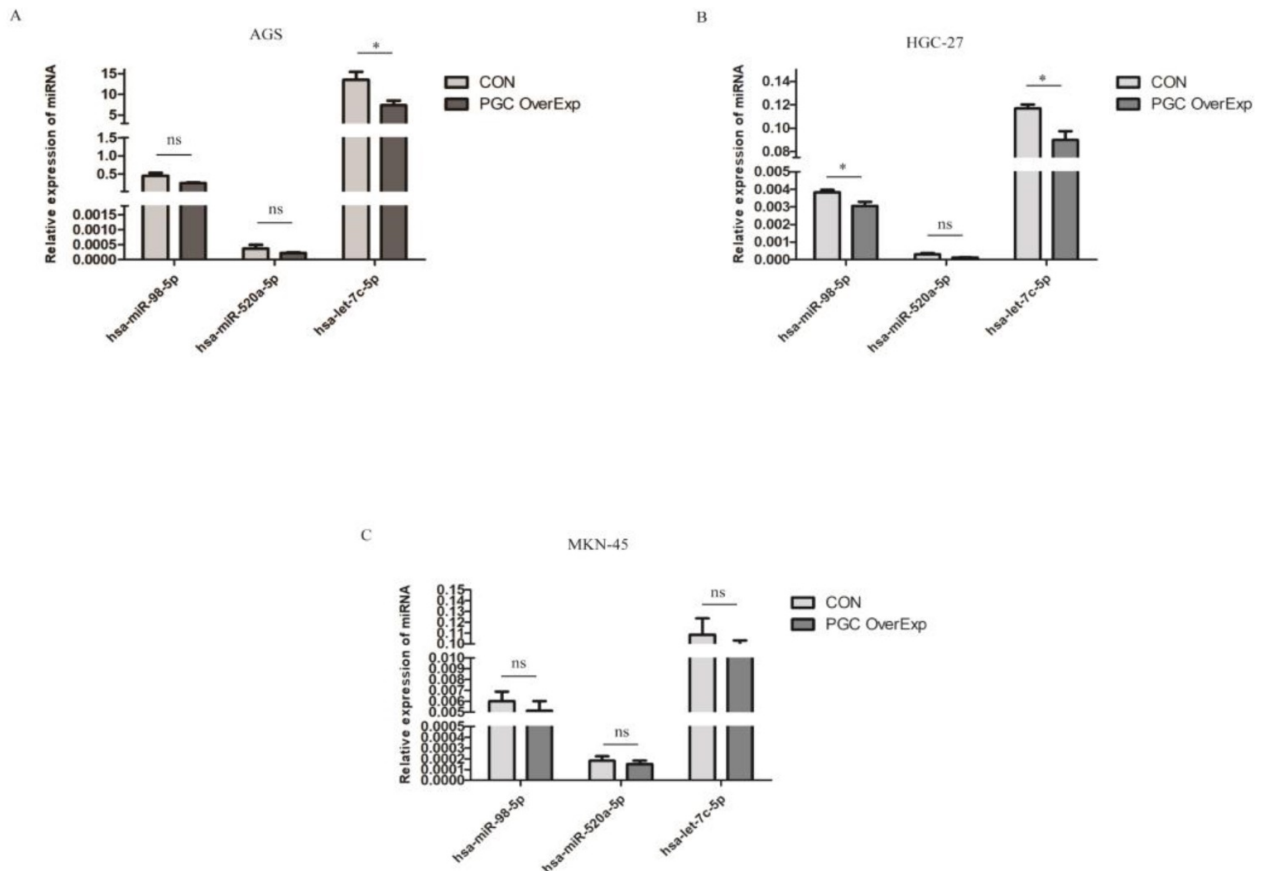 A
AGS
Relative expression of miRNA
15
10
5
1.5
1.0
0.5
0.0015
0.0010
0.0005
0.0000
ns
ns
*
CON
PGC OverExp
hsa-miR-98-5p
hsa-miR-520a-5p
hsa-let-7c-5p
B
HGC-27
Relative expression of miRNA
0.14
0.12
0.10
0.08
0.005
0.004
0.003
0.002
0.001
0.000
*
ns
*
CON
PGC OverExp
hsa-miR-98-5p
hsa-miR-520a-5p
hsa-let-7c-5p
C
MKN-45
Relative expression of miRNA
0.15
0.14
0.13
0.12
0.11
0.10
0.010
0.009
0.008
0.007
0.006
0.005
0.0005
0.0004
0.0003
0.0002
0.0001
0.0000
ns
ns
ns
CON
PGC OverExp
hsa-miR-98-5p
hsa-miR-520a-5p
hsa-let-7c-5p